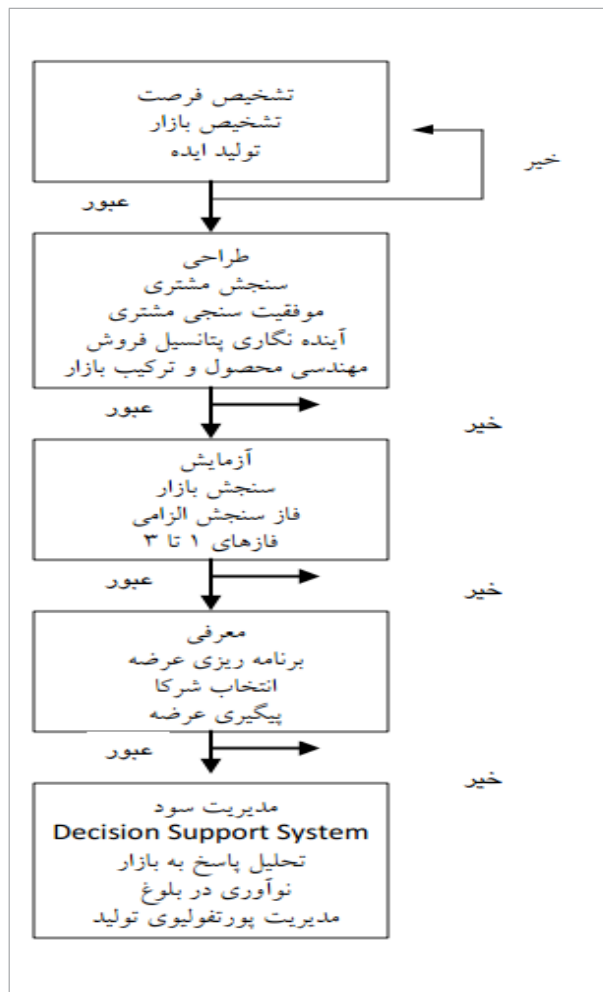 تشخیص فرصت
تشخیص بازار
تولید ایده
خیر
عبور
طراحی
سنجش مشتری
موفقیت سنجی مشتری
آینده نگاری پتانسیل فروش
مهندسی محصول و ترکیب بازار
عبور
خیر
آزمایش
سنجش بازار
فاز سنجش الزامی
فازهای ۱ تا ۳
عبور
خیر
معرفی
برنامه ریزی عرضه
انتخاب شرکا
پیگیری عرضه
عبور
خیر
مدیریت سود
Decision Support System
تحلیل پاسخ به بازار
نوآوری در بلوغ
مدیریت پورتفولیوی تولید